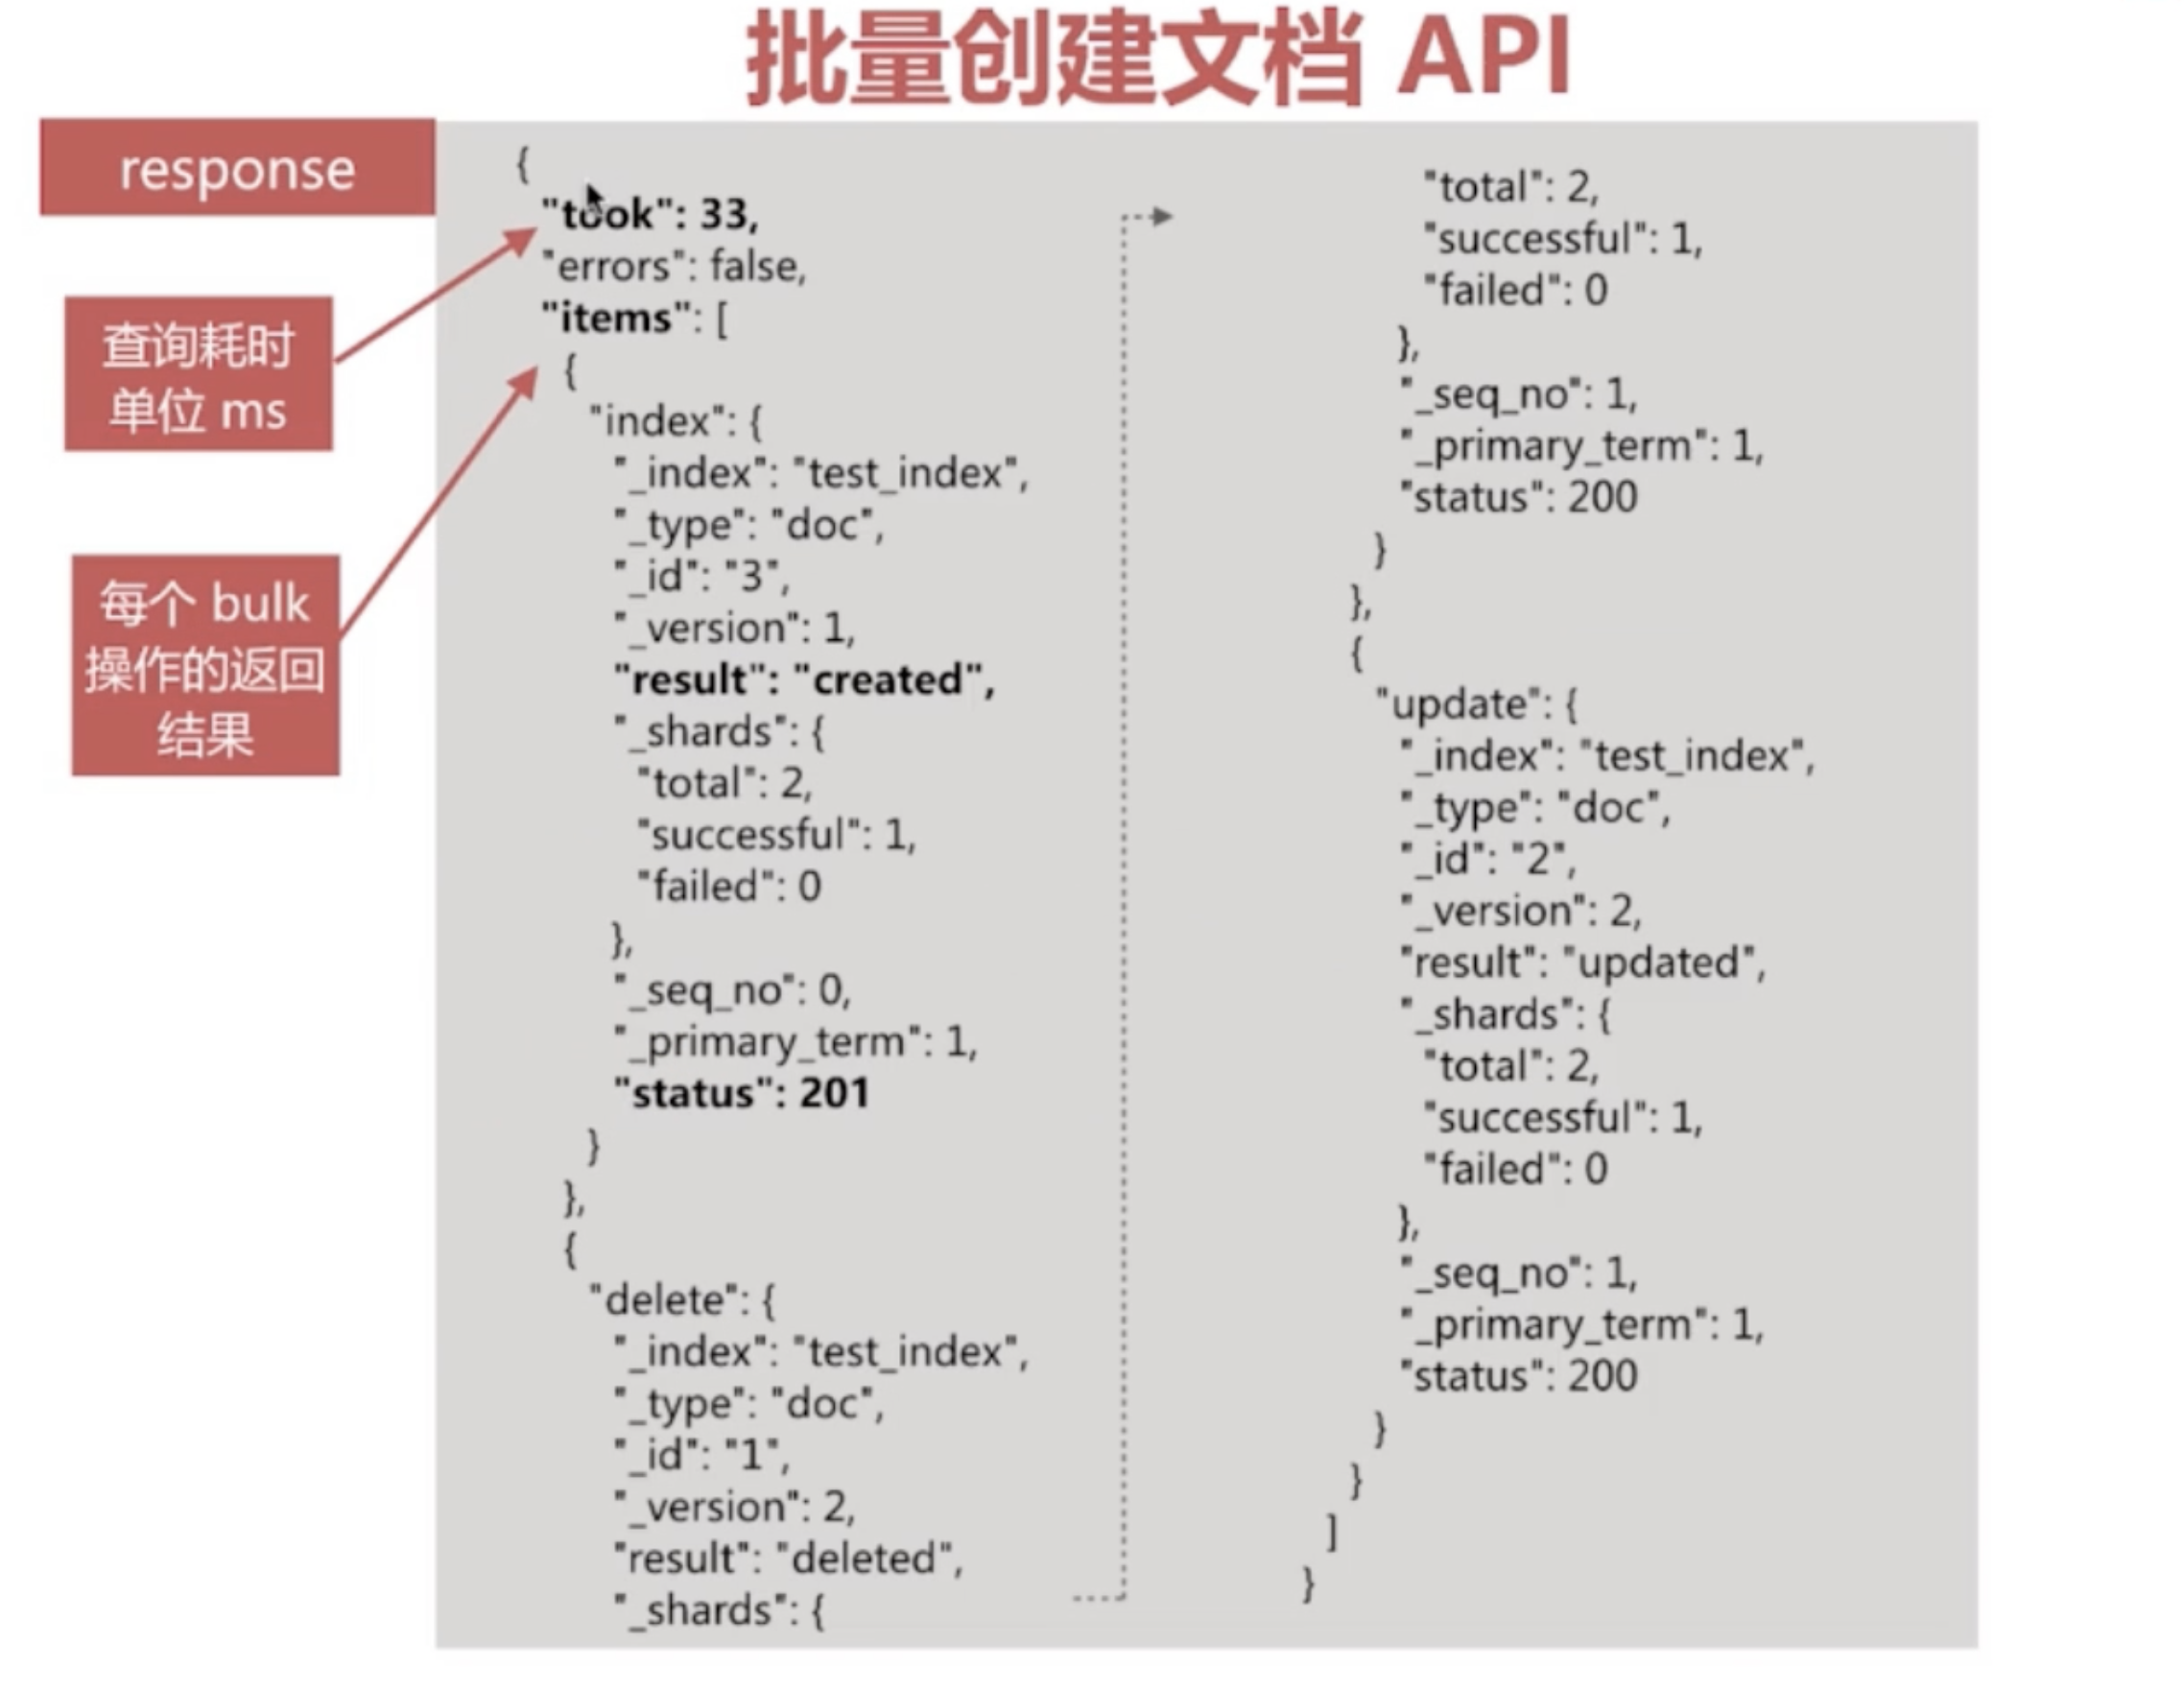 批量创建文档 API
response
查询耗时
单位 ms
每个 bulk
操作的返回
结果
{
"took": 33,
"errors": false,
"items": [
{
"index": {
"_index": "test_index",
"_type": "doc",
"_id": "3",
"_version": 1,
"result": "created",
"_shards": {
"total": 2,
"successful": 1,
"failed": 0
},
"_seq_no": 0,
"_primary_term": 1,
"status": 201
}
},
{
"delete": {
"_index": "test_index",
"_type": "doc",
"_id": "1",
"_version": 2,
"result": "deleted",
"_shards": {
"total": 2,
"successful": 1,
"failed": 0
},
"_seq_no": 1,
"_primary_term": 1,
"status": 200
}
},
{
"update": {
"_index": "test_index",
"_type": "doc",
"_id": "2",
"_version": 2,
"result": "updated",
"_shards": {
"total": 2,
"successful": 1,
"failed": 0
},
"_seq_no": 1,
"_primary_term": 1,
"status": 200
}
}
]
}